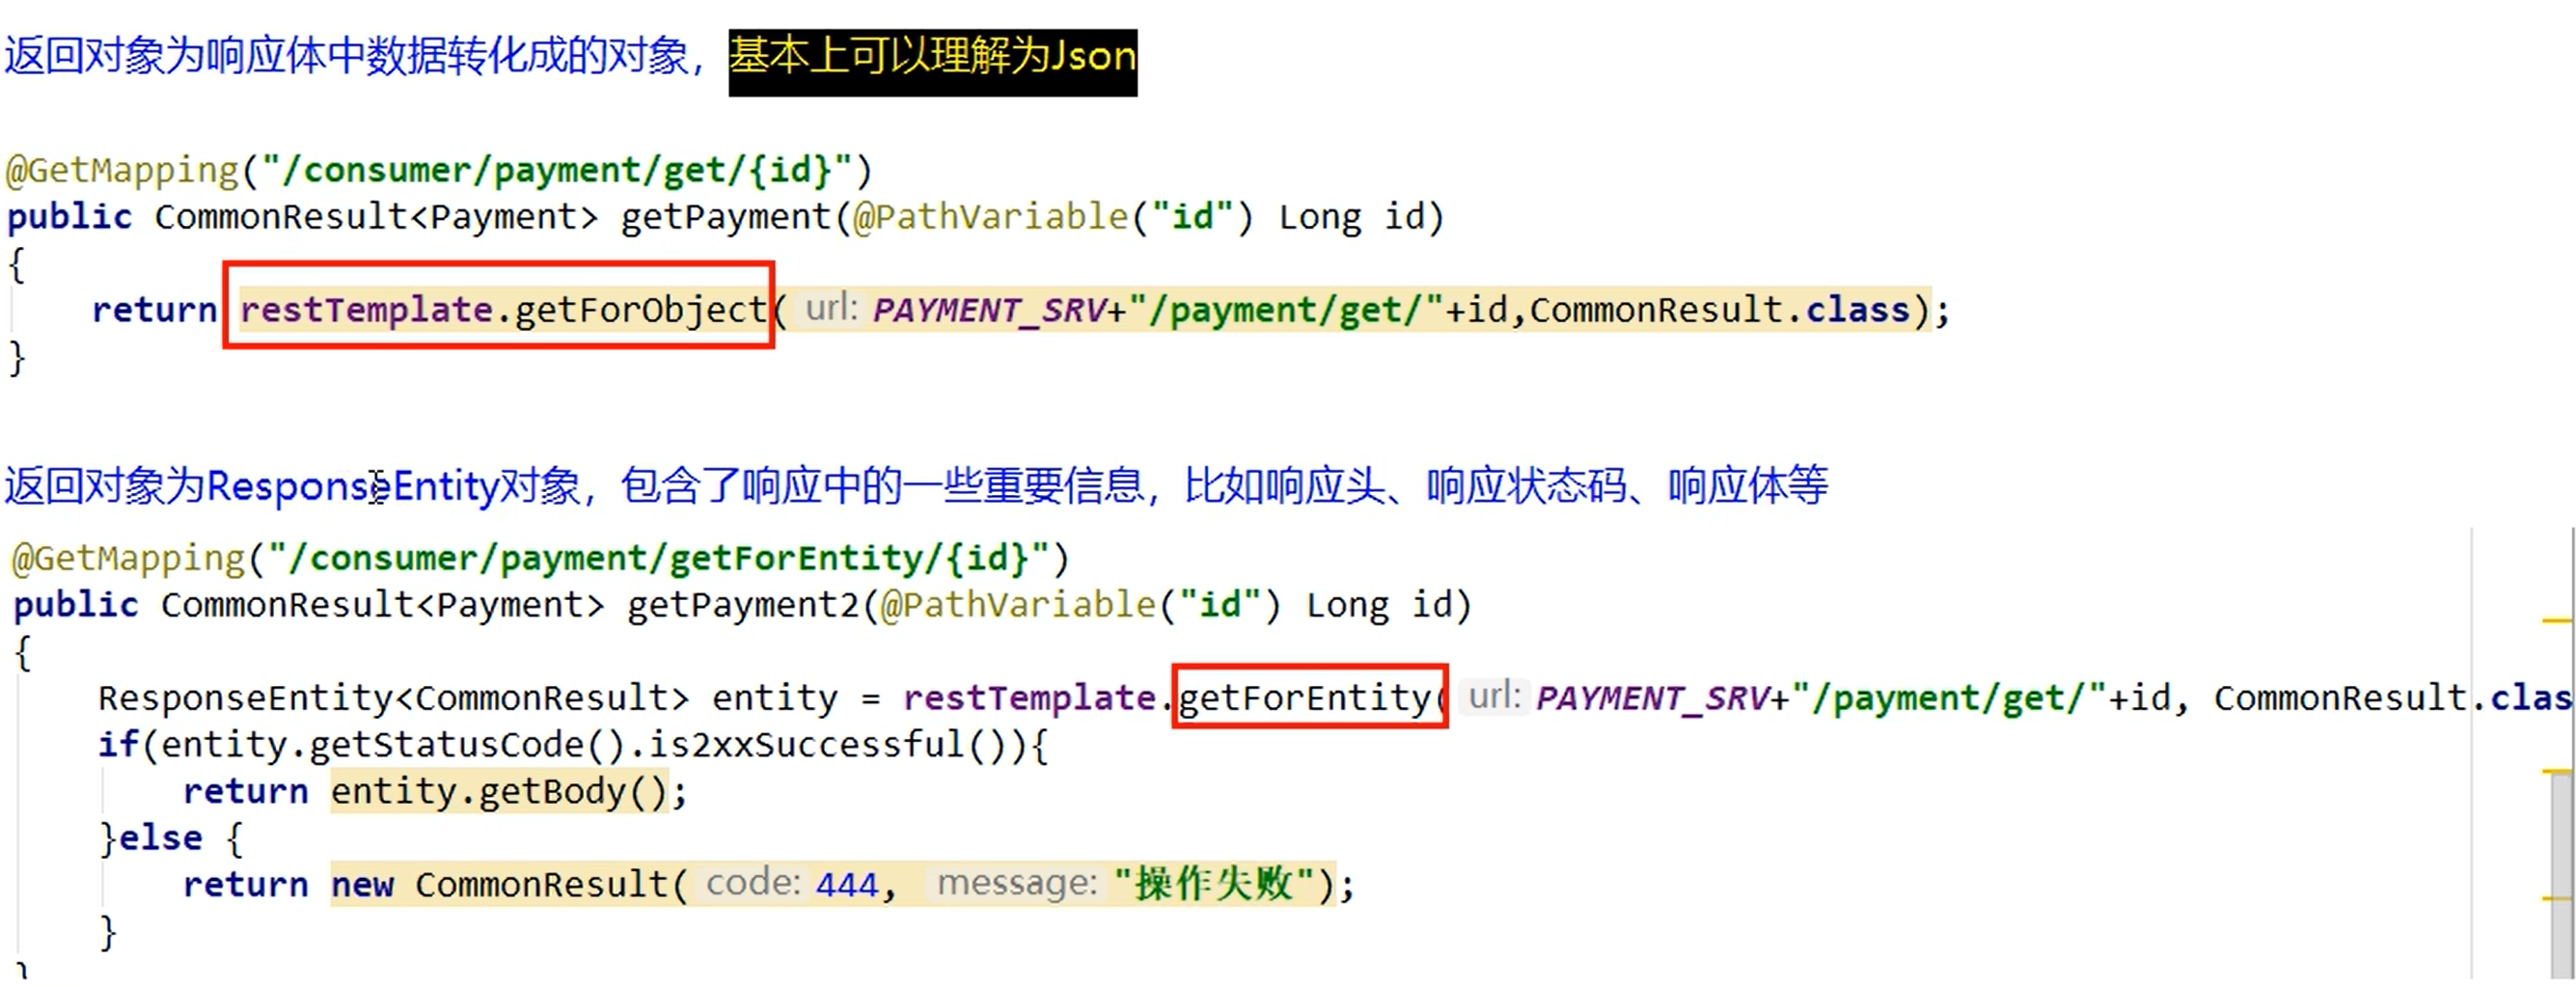 返回对象为响应体中数据转化成的对象，基本上可以理解为Json
@GetMapping("/consumer/payment/get/{id}")
public CommonResult<Payment> getPayment(@PathVariable("id") Long id)
{
return restTemplate.getForObject( url: PAYMENT_SRV+"/payment/get/"+id,CommonResult.class);
}
返回对象为ResponseEntity对象，包含了响应中的一些重要信息，比如响应头、响应状态码、响应体等
@GetMapping("/consumer/payment/getForEntity/{id}")
public CommonResult<Payment> getPayment2(@PathVariable("id") Long id)
{
ResponseEntity<CommonResult> entity = restTemplate.getForEntity( url: PAYMENT_SRV+"/payment/get/"+id, CommonResult.clas
if(entity.getStatusCode().is2xxSuccessful()){
return entity.getBody();
}else {
return new CommonResult( code: 444, message: "操作失败");
}
}